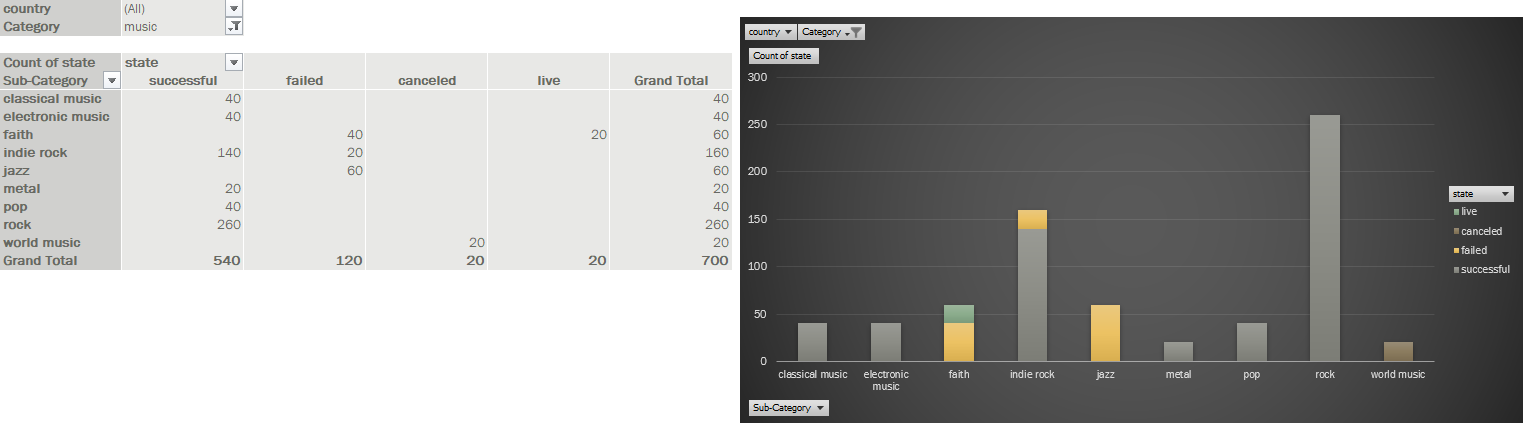 country (All)
Category music
Count of state state
Sub-Category successful failed canceled live Grand Total
classical music 40 40
electronic music 40 40
faith 40 20 60
indie rock 140 20 160
jazz 60 60
metal 20 20
pop 40 40
rock 260 260
world music 20 20
Grand Total 540 120 20 20 700
country Category
Count of state
300
250
200
150
100
50
0
classical music electronic music faith indie rock jazz metal pop rock world music
state
live
canceled
failed
successful
Sub-Category